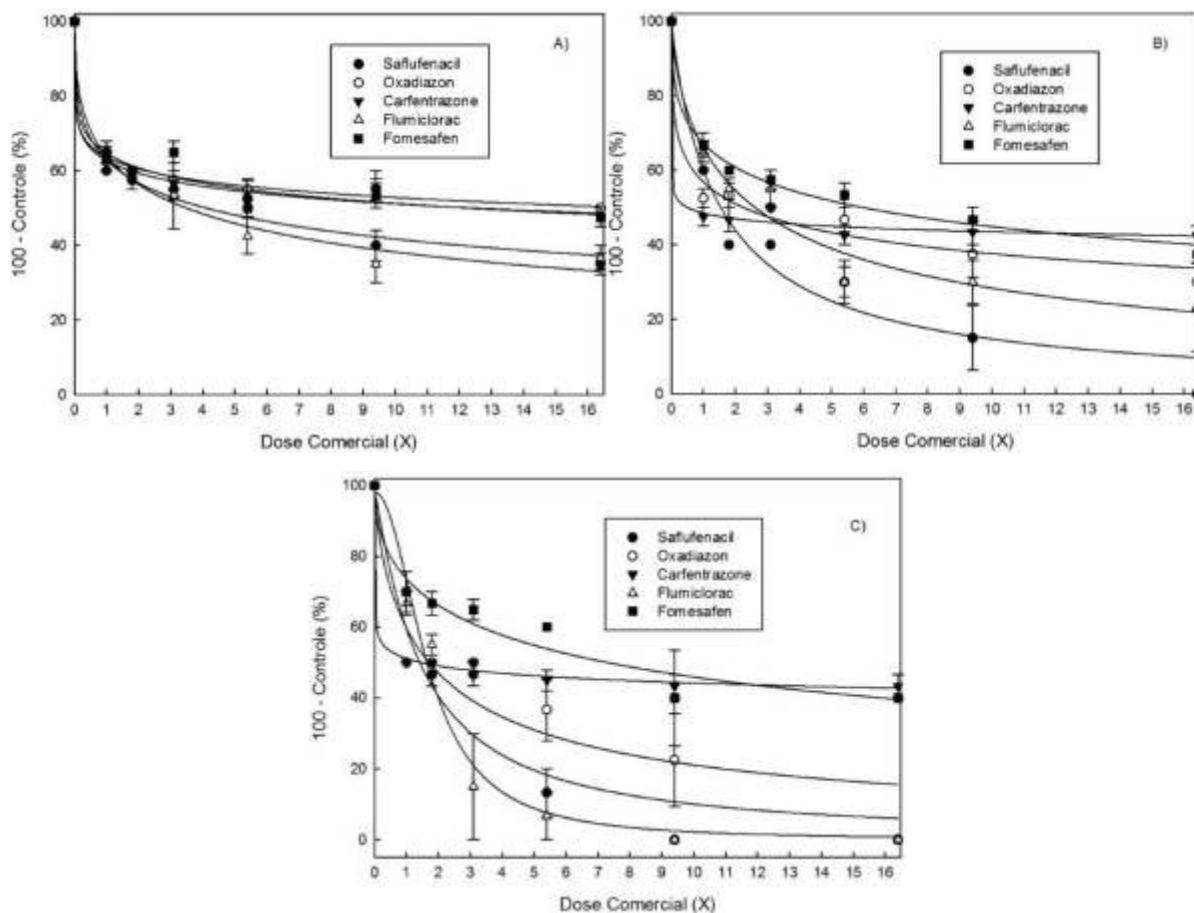 A)
Saflufenacil
Oxadiazon
Carfentrazone
Flumiclorac
Fomesafen
100 - Controle (%)
100
80
60
40
20
0
0 1 2 3 4 5 6 7 8 9 10 11 12 13 14 15 16
Dose Comercial (X)
B)
Saflufenacil
Oxadiazon
Carfentrazone
Flumiclorac
Fomesafen
100 - Controle (%)
100
80
60
40
20
0
0 1 2 3 4 5 6 7 8 9 10 11 12 13 14 15 16
Dose Comercial (X)
C)
Saflufenacil
Oxadiazon
Carfentrazone
Flumiclorac
Fomesafen
100 - Controle (%)
100
80
60
40
20
0
0 1 2 3 4 5 6 7 8 9 10 11 12 13 14 15 16
Dose Comercial (X)